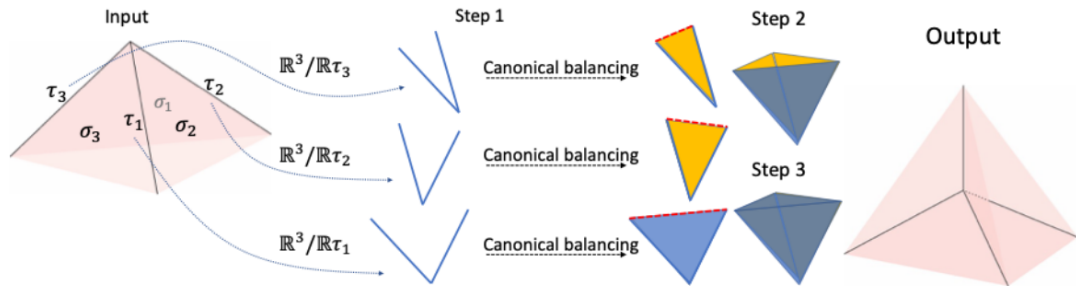 Input
Step 1
Step 2
Output
τ₃
σ₁
τ₂
σ₃
τ₁
σ₂
ℝ³/ℝτ₃
Canonical balancing
ℝ³/ℝτ₂
Canonical balancing
Step 3
ℝ³/ℝτ₁
Canonical balancing